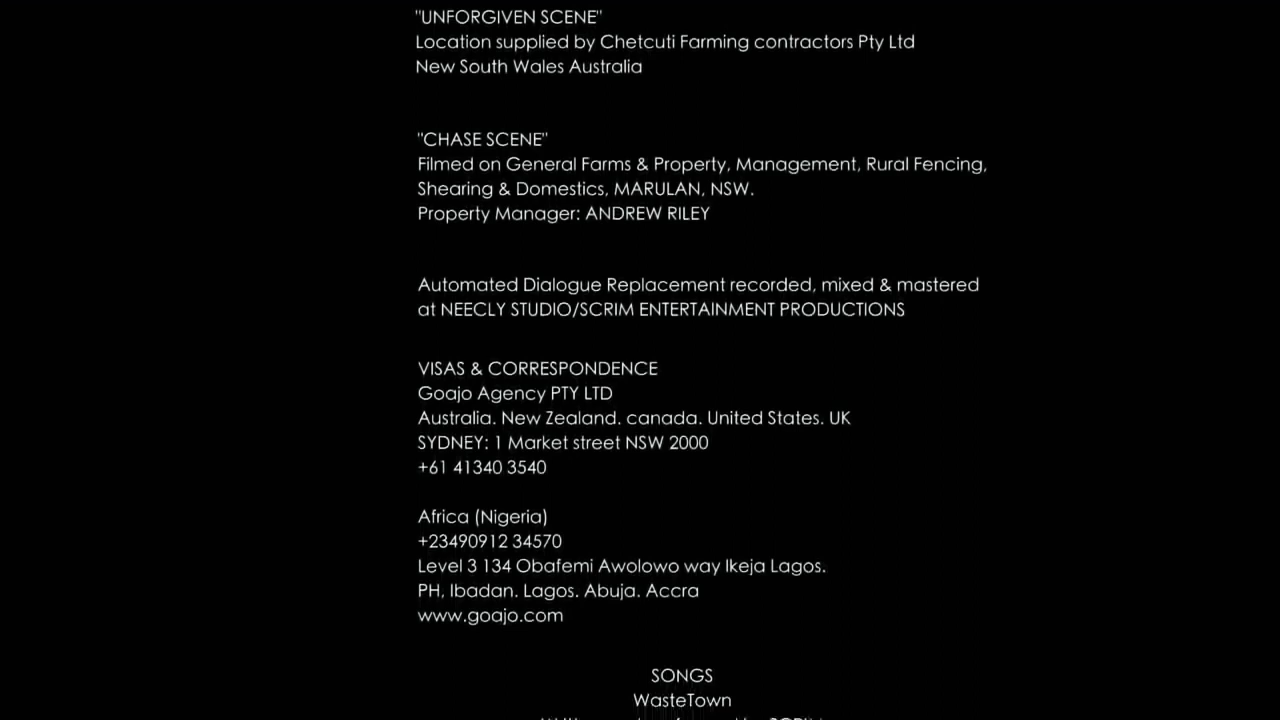 "UNFORGIVEN SCENE"
Location supplied by Chetcuti Farming contractors Pty Ltd
New South Wales Australia
"CHASE SCENE"
Filmed on General Farms & Property, Management, Rural Fencing,
Shearing & Domestics, MARULAN, NSW.
Property Manager: ANDREW RILEY
Automated Dialogue Replacement recorded, mixed & mastered
at NEECLY STUDIO/SCRIM ENTERTAINMENT PRODUCTIONS
VISAS & CORRESPONDENCE
Goajo Agency PTY LTD
Australia. New Zealand. canada. United States. UK
SYDNEY: 1 Market street NSW 2000
+61 41340 3540
Africa (Nigeria)
+23490912 34570
Level 3 134 Obafemi Awolowo way Ikeja Lagos.
PH, Ibadan. Lagos. Abuja. Accra
www.goajo.com
SONGS
WasteTown